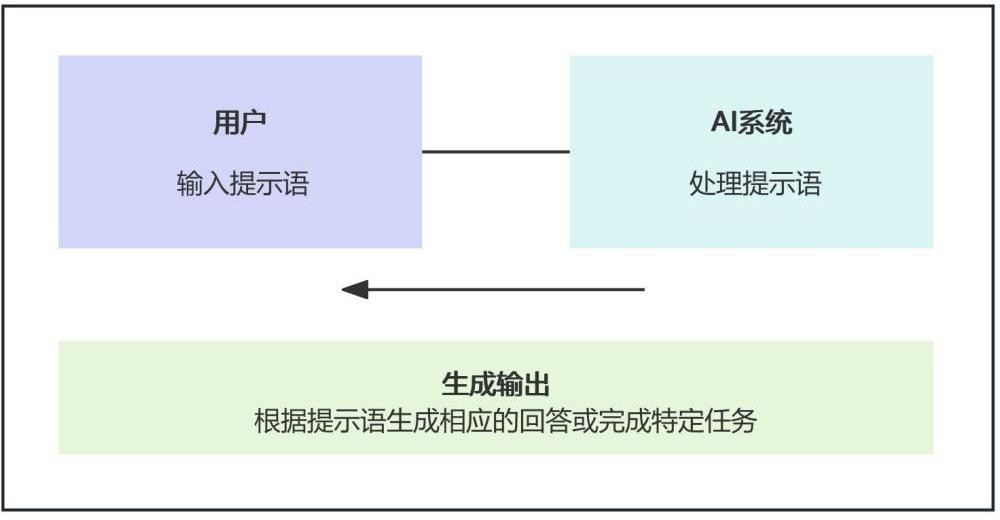 用户
输入提示语
AI系统
处理提示语
生成输出
根据提示语生成相应的回答或完成特定任务